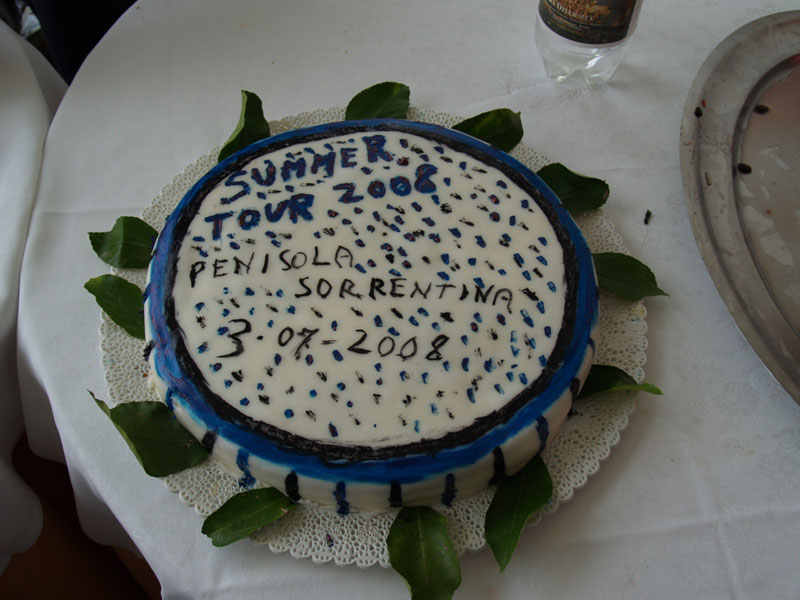 SUMMER
TOUR 2008
PENISOLA
SORRENTINA
3-07-2008